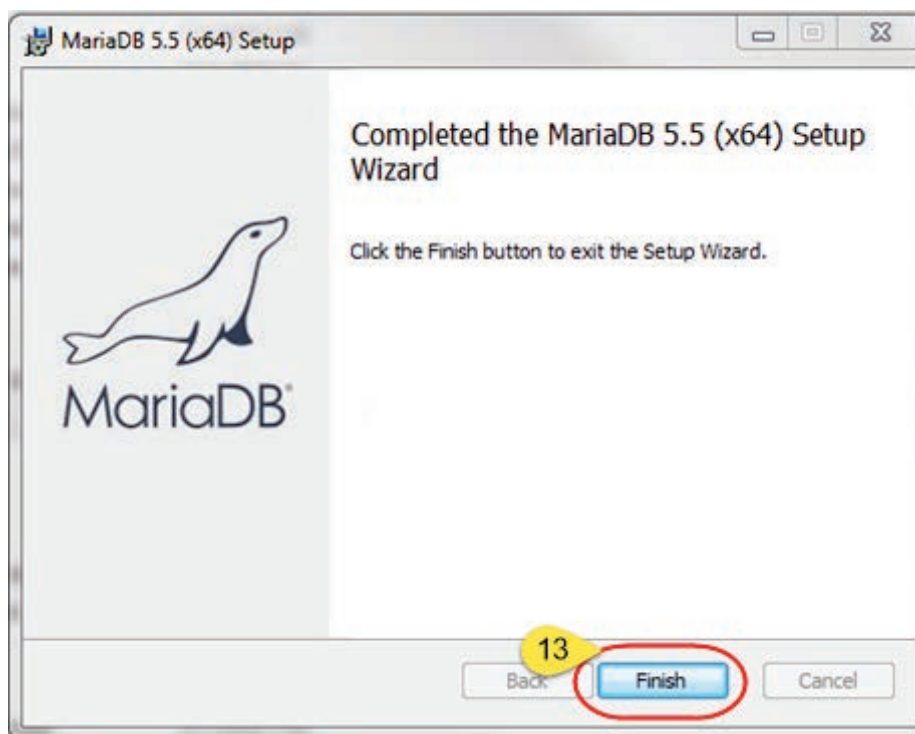 MariaDB 5.5 (x64) Setup
Completed the MariaDB 5.5 (x64) Setup
Wizard
Click the Finish button to exit the Setup Wizard.
MariaDB
13
Back
Finish
Cancel